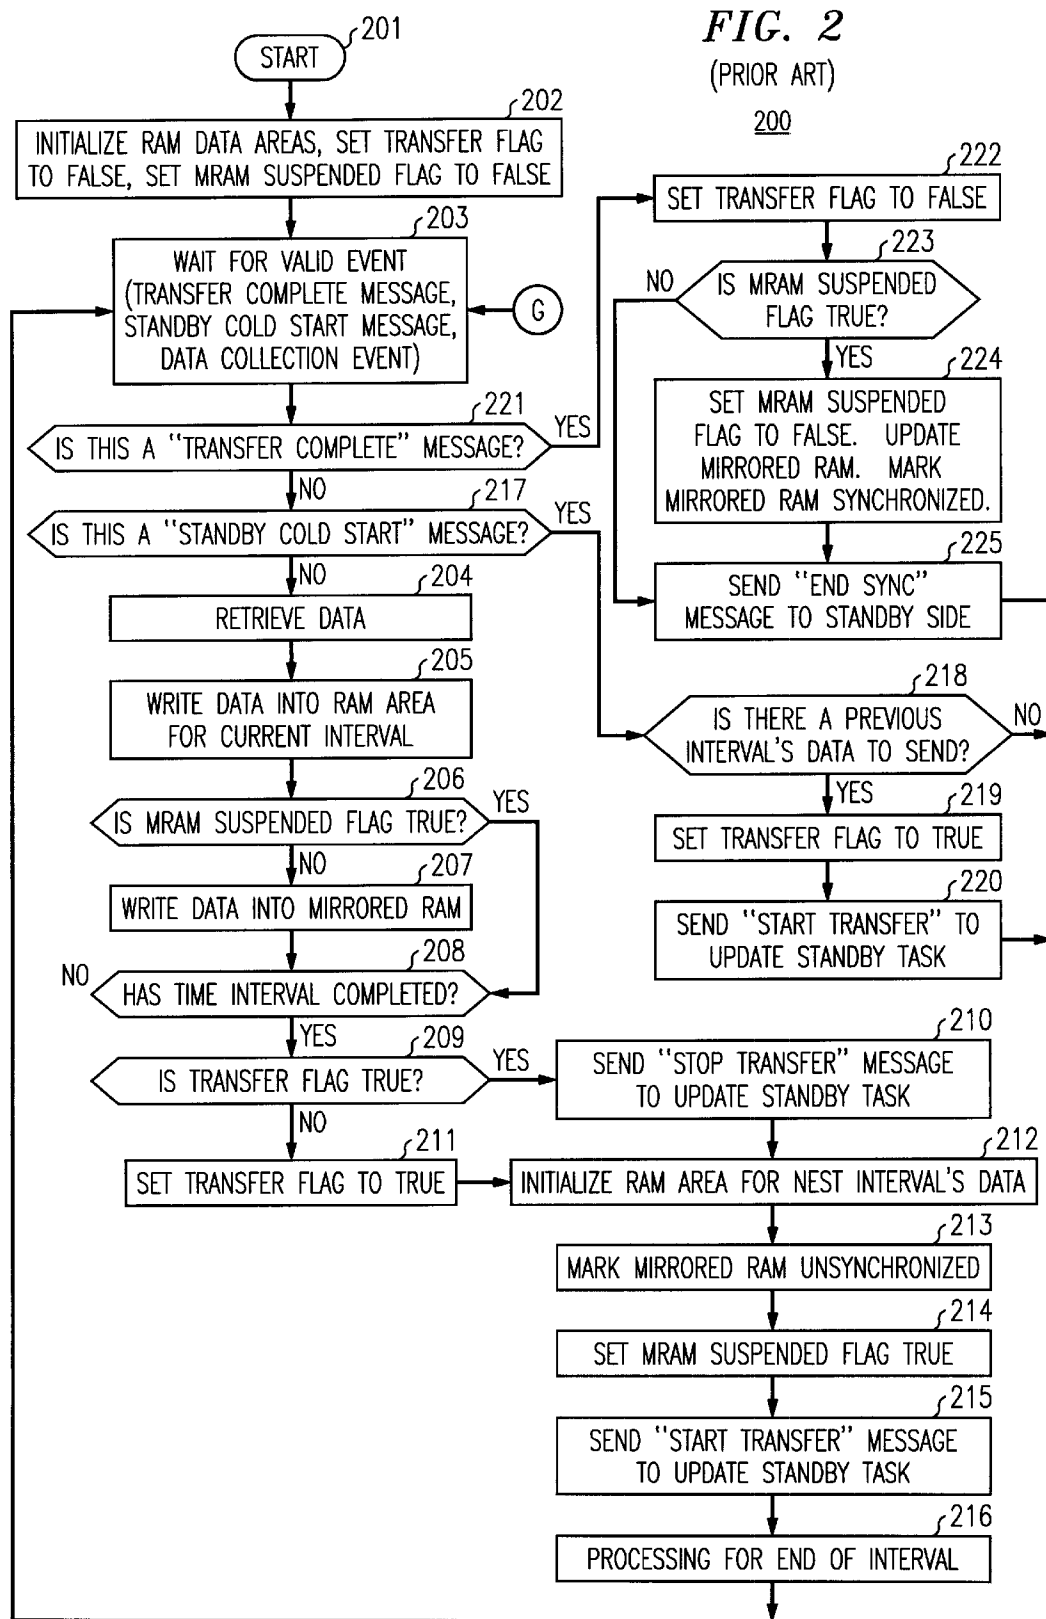 FIG. 2
(PRIOR ART)
200
201
START
202
INITIALIZE RAM DATA AREAS, SET TRANSFER FLAG
TO FALSE, SET MRAM SUSPENDED FLAG TO FALSE
203
WAIT FOR VALID EVENT
(TRANSFER COMPLETE MESSAGE,
STANDBY COLD START MESSAGE,
DATA COLLECTION EVENT)
G
221
IS THIS A "TRANSFER COMPLETE" MESSAGE?
YES
NO
217
IS THIS A "STANDBY COLD START" MESSAGE?
YES
NO
204
RETRIEVE DATA
205
WRITE DATA INTO RAM AREA
FOR CURRENT INTERVAL
206
IS MRAM SUSPENDED FLAG TRUE?
YES
NO
207
WRITE DATA INTO MIRRORED RAM
208
NO
HAS TIME INTERVAL COMPLETED?
YES
209
IS TRANSFER FLAG TRUE?
YES
NO
211
SET TRANSFER FLAG TO TRUE
222
SET TRANSFER FLAG TO FALSE
223
NO
IS MRAM SUSPENDED
FLAG TRUE?
YES
224
SET MRAM SUSPENDED
FLAG TO FALSE. UPDATE
MIRRORED RAM. MARK
MIRRORED RAM SYNCHRONIZED.
225
SEND "END SYNC"
MESSAGE TO STANDBY SIDE
218
IS THERE A PREVIOUS
INTERVAL'S DATA TO SEND?
NO
YES
219
SET TRANSFER FLAG TO TRUE
220
SEND "START TRANSFER" TO
UPDATE STANDBY TASK
210
SEND "STOP TRANSFER" MESSAGE
TO UPDATE STANDBY TASK
212
INITIALIZE RAM AREA FOR NEST INTERVAL'S DATA
213
MARK MIRRORED RAM UNSYNCHRONIZED
214
SET MRAM SUSPENDED FLAG TRUE
215
SEND "START TRANSFER" MESSAGE
TO UPDATE STANDBY TASK
216
PROCESSING FOR END OF INTERVAL